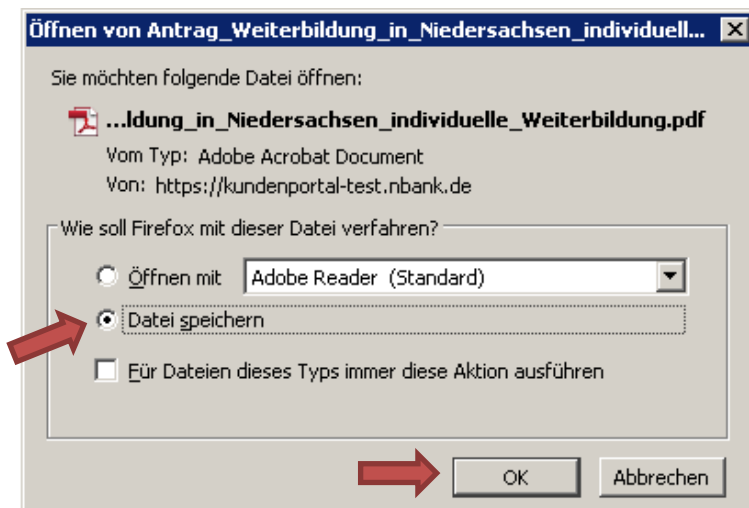 Öffnen von Antrag_Weiterbildung_in_Niedersachsen_individuell...
Sie möchten folgende Datei öffnen:
...ldung_in_Niedersachsen_individuelle_Weiterbildung.pdf
Vom Typ: Adobe Acrobat Document
Von: https://kundenportal-test.nbank.de
Wie soll Firefox mit dieser Datei verfahren?
Öffnen mit Adobe Reader (Standard)
Datei speichern
Für Dateien dieses Typs immer diese Aktion ausführen
OK Abbrechen